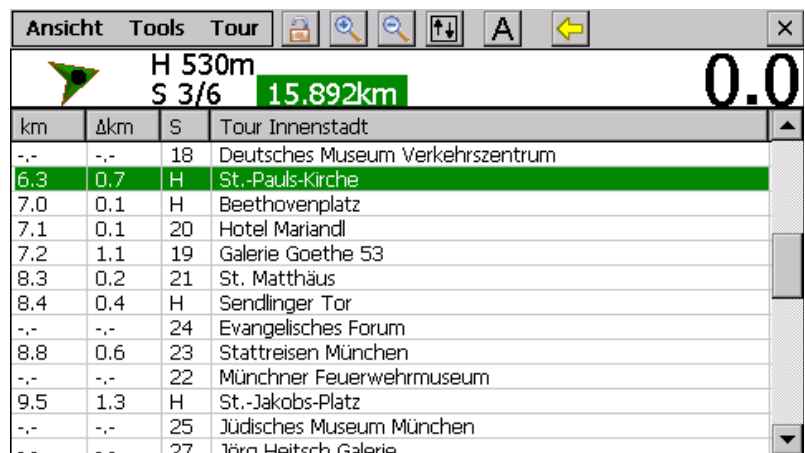 Ansicht Tools Tour A ×
H 530m
S 3/6 15.892km 0.0
km Δkm S Tour Innenstadt
-.- -.- 18 Deutsches Museum Verkehrszentrum
6.3 0.7 H St.-Pauls-Kirche
7.0 0.1 H Beethovenplatz
7.1 0.1 20 Hotel Mariandl
7.2 1.1 19 Galerie Goethe 53
8.3 0.2 21 St. Matthäus
8.4 0.4 H Sendlinger Tor
-.- -.- 24 Evangelisches Forum
8.8 0.6 23 Stattreisen München
-.- -.- 22 Münchner Feuerwehrmuseum
9.5 1.3 H St.-Jakobs-Platz
-.- -.- 25 Jüdisches Museum München
-.- -.- 27 Jörg Heitsch Galerie